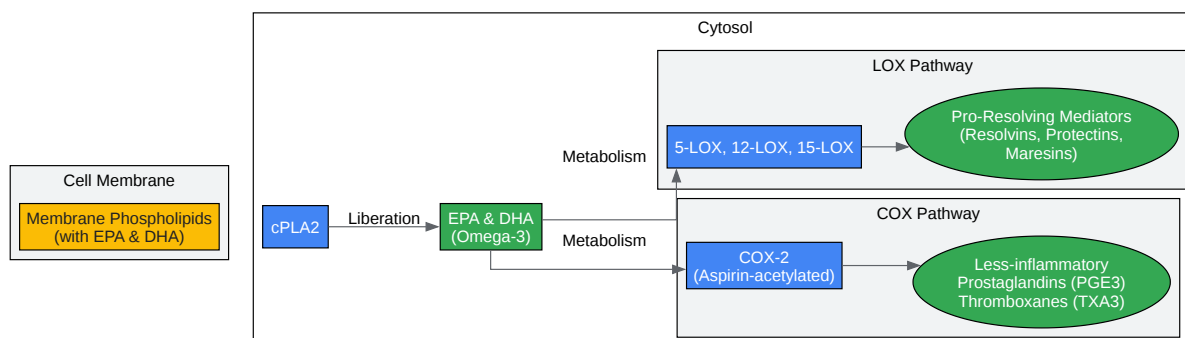 Cytosol
LOX Pathway
Pro-Resolving Mediators
(Resolvins, Protectins,
Maresins)
5-LOX, 12-LOX, 15-LOX
Metabolism
Cell Membrane
Membrane Phospholipids
(with EPA & DHA)
cPLA2
Liberation
EPA & DHA
(Omega-3)
Metabolism
COX Pathway
COX-2
(Aspirin-acetylated)
Less-inflammatory
Prostaglandins (PGE3)
Thromboxanes (TXA3)